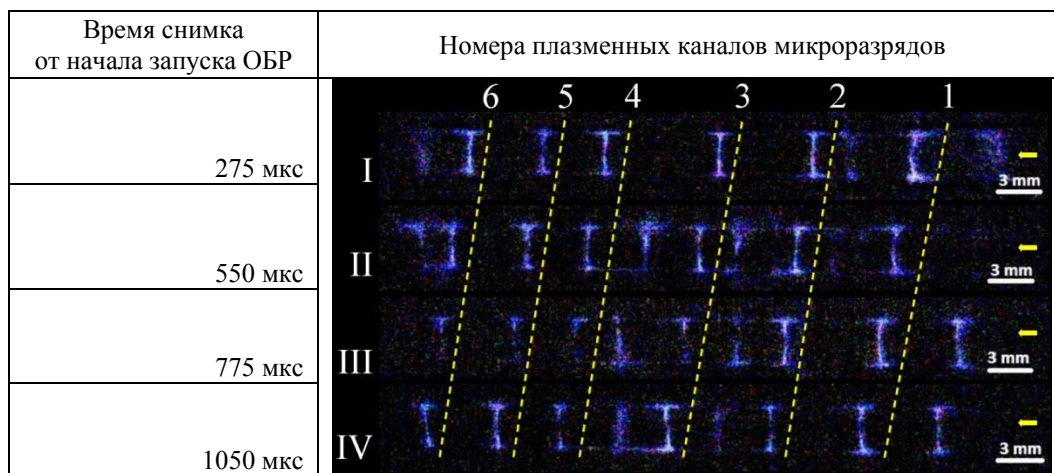 Время снимка
от начала запуска ОБР
Номера плазменных каналов микроразрядов
6 5 4 3 2 1
275 мкс
I
3 mm
550 мкс
II
3 mm
775 мкс
III
3 mm
1050 мкс
IV
3 mm